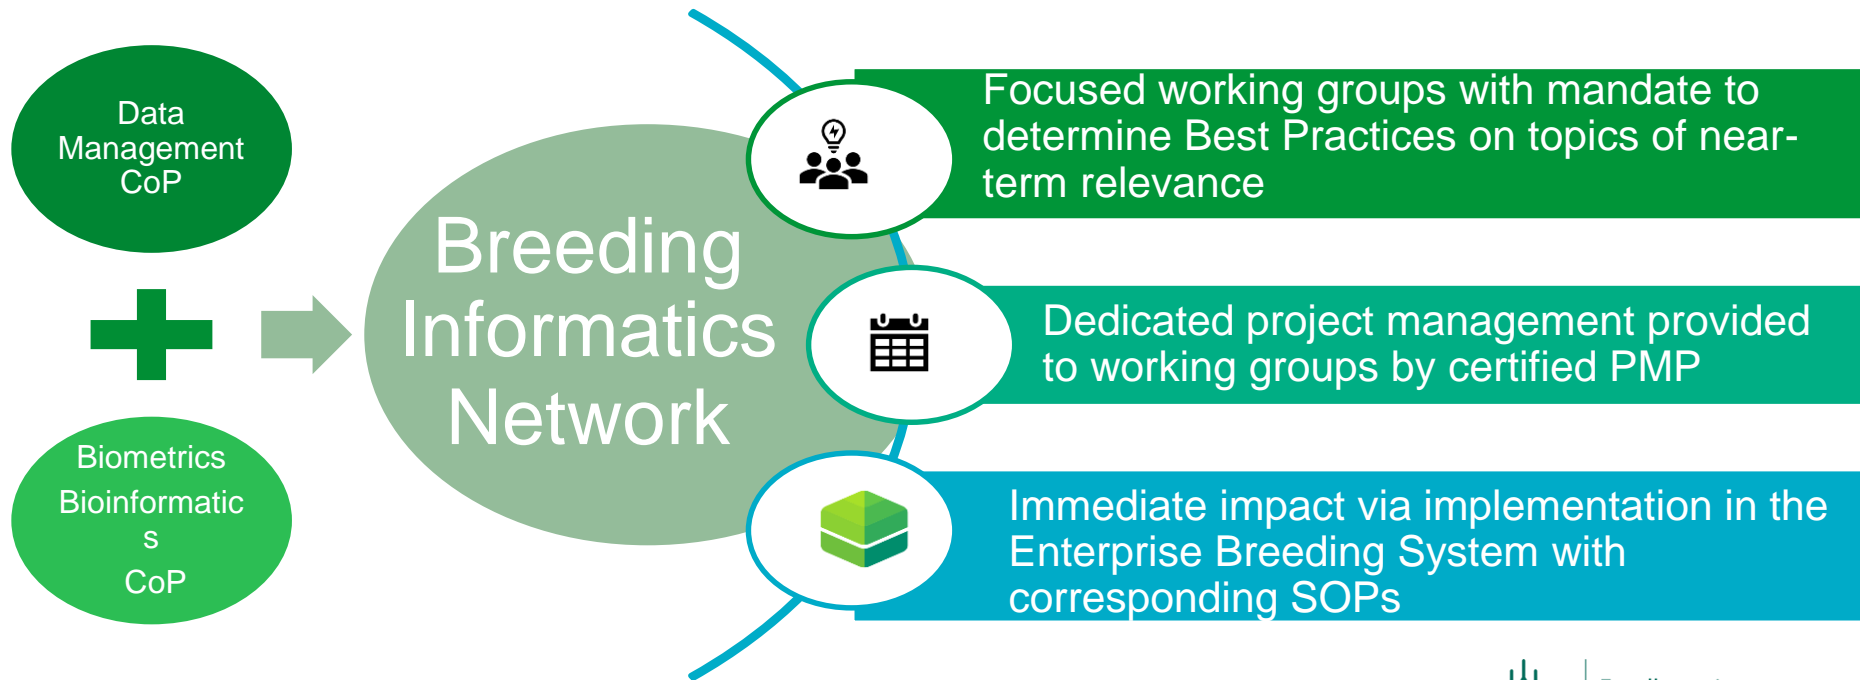 Data
Management
CoP
Biometrics
Bioinformatic
s
CoP
Breeding
Informatics
Network
Focused working groups with mandate to
determine Best Practices on topics of near-
term relevance
Dedicated project management provided
to working groups by certified PMP
Immediate impact via implementation in the
Enterprise Breeding System with
corresponding SOPs